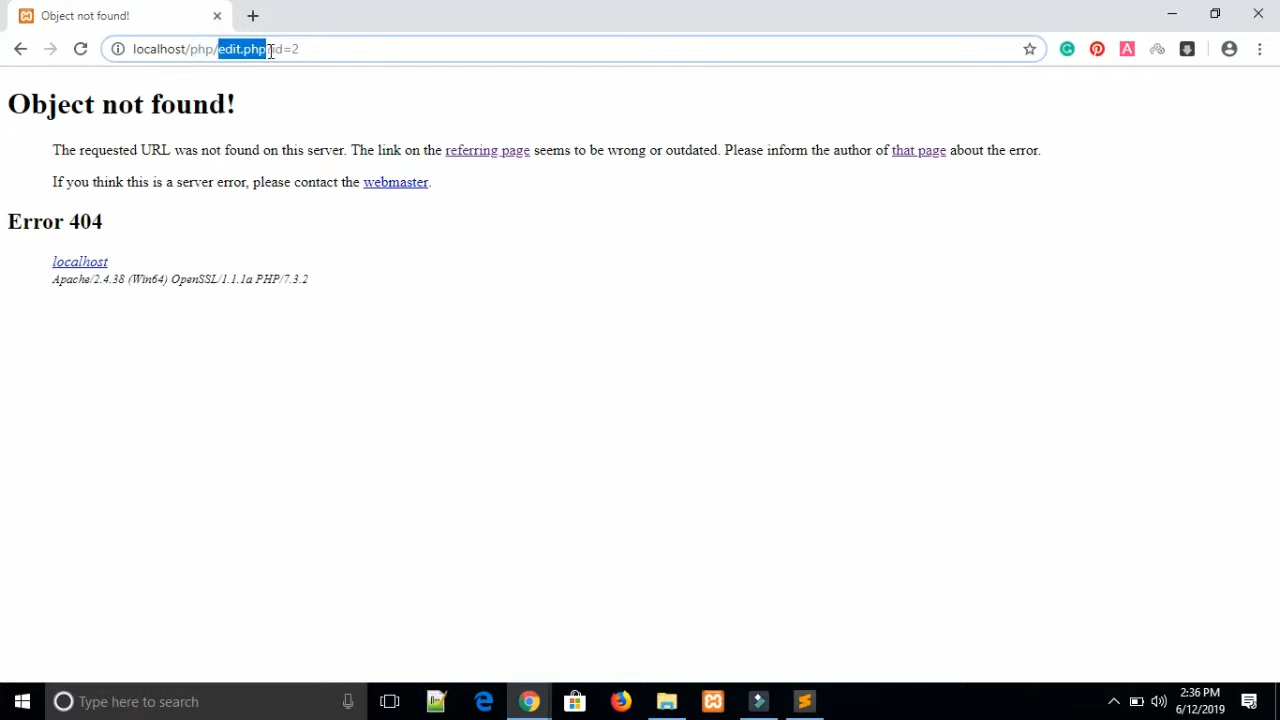 Object not found!
localhost/php/edit.php?id=2
Object not found!
The requested URL was not found on this server. The link on the referring page seems to be wrong or outdated. Please inform the author of that page about the error.
If you think this is a server error, please contact the webmaster.
Error 404
localhost
Apache/2.4.38 (Win64) OpenSSL/1.1.1a PHP/7.3.2
Type here to search
2:36 PM
6/12/2019